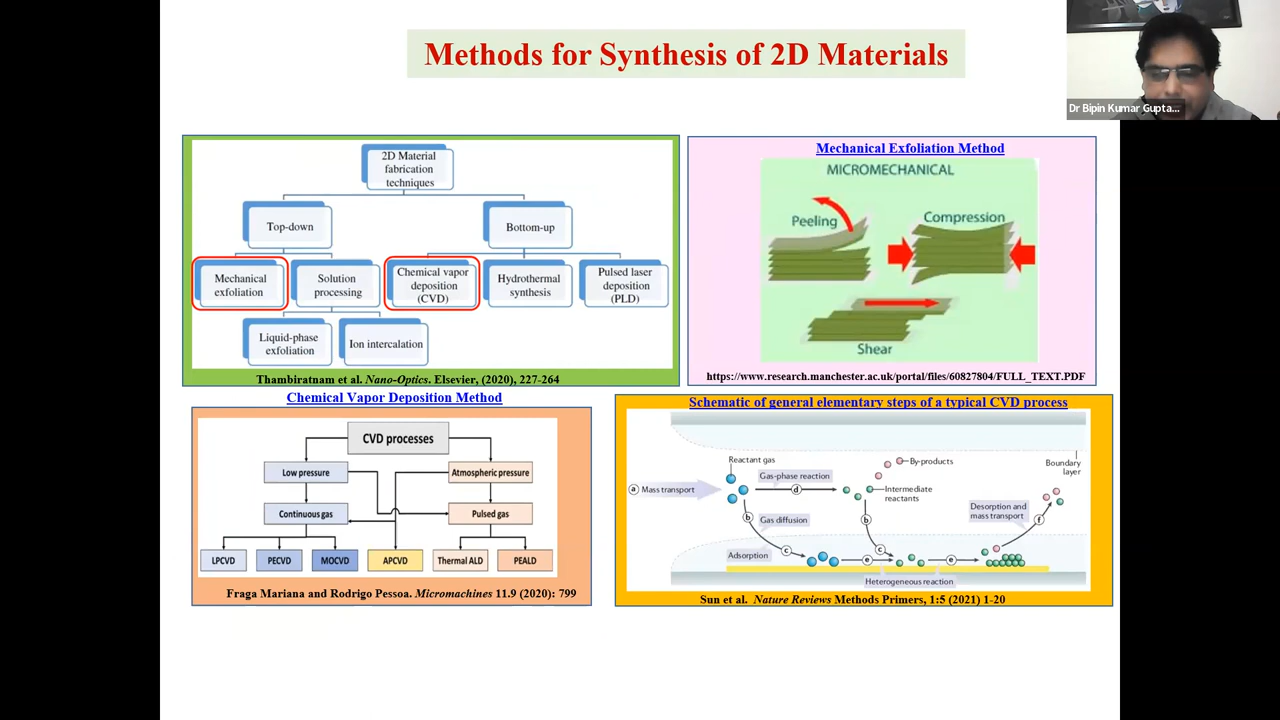 Methods for Synthesis of 2D Materials
Dr Bipin Kumar Gupta...
2D Material
fabrication
techniques
Top-down
Bottom-up
Mechanical
exfoliation
Solution
processing
Chemical vapor
deposition
(CVD)
Hydrothermal
synthesis
Pulsed laser
deposition
(PLD)
Liquid-phase
exfoliation
Ion intercalation
Thambiratnam et al. Nano-Optics. Elsevier, (2020), 227-264
Mechanical Exfoliation Method
MICROMECHANICAL
Peeling
Compression
Shear
https://www.research.manchester.ac.uk/portal/files/60827804/FULL_TEXT.PDF
Chemical Vapor Deposition Method
CVD processes
Low pressure
Atmospheric pressure
Continuous gas
Pulsed gas
LPCVD
PECVD
MOCVD
APCVD
Thermal ALD
PEALD
Fraga Mariana and Rodrigo Pessoa. Micromachines 11.9 (2020): 799
Schematic of general elementary steps of a typical CVD process
Reactant gas
By-products
Boundary
layer
Gas-phase reaction
a Mass transport
d
Intermediate
reactants
Desorption and
mass transport
b
Gas diffusion
b
f
Adsorption
c
e
c
e
Heterogeneous reaction
Sun et al. Nature Reviews Methods Primers, 1:5 (2021) 1-20